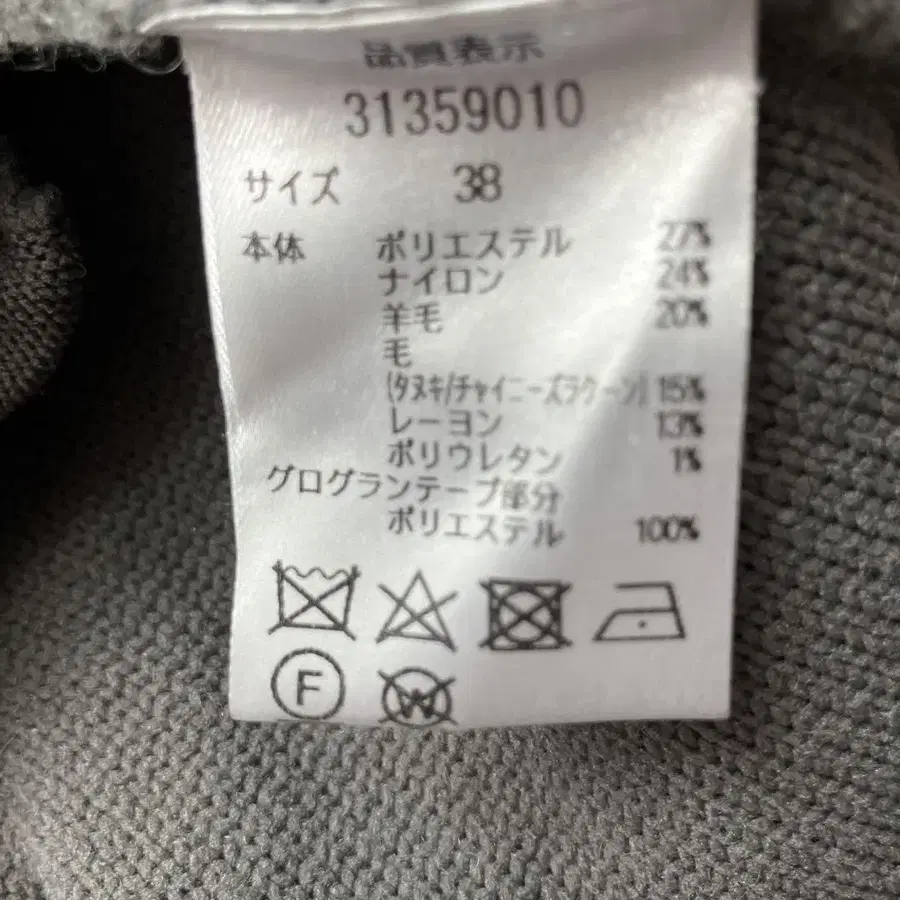 品質表示
31359010
サイズ 38
本体 ポリエステル 27%
ナイロン 24%
羊毛 20%
毛
(タヌキ/チャイニーズラクーン) 15%
レーヨン 13%
ポリウレタン 1%
グログランテープ部分
ポリエステル 100%
F W